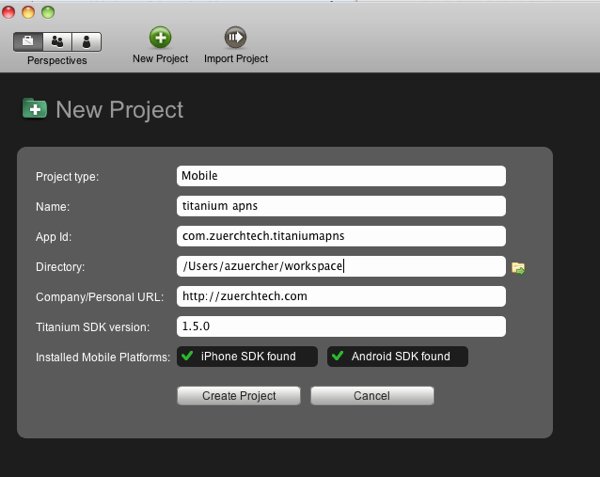 Perspectives
New Project
Import Project
New Project
Project type: Mobile
Name: titanium apns
App Id: com.zuerchtech.titaniumapns
Directory: /Users/azuercher/workspace
Company/Personal URL: http://zuerchtech.com
Titanium SDK version: 1.5.0
Installed Mobile Platforms: iPhone SDK found Android SDK found
Create Project Cancel